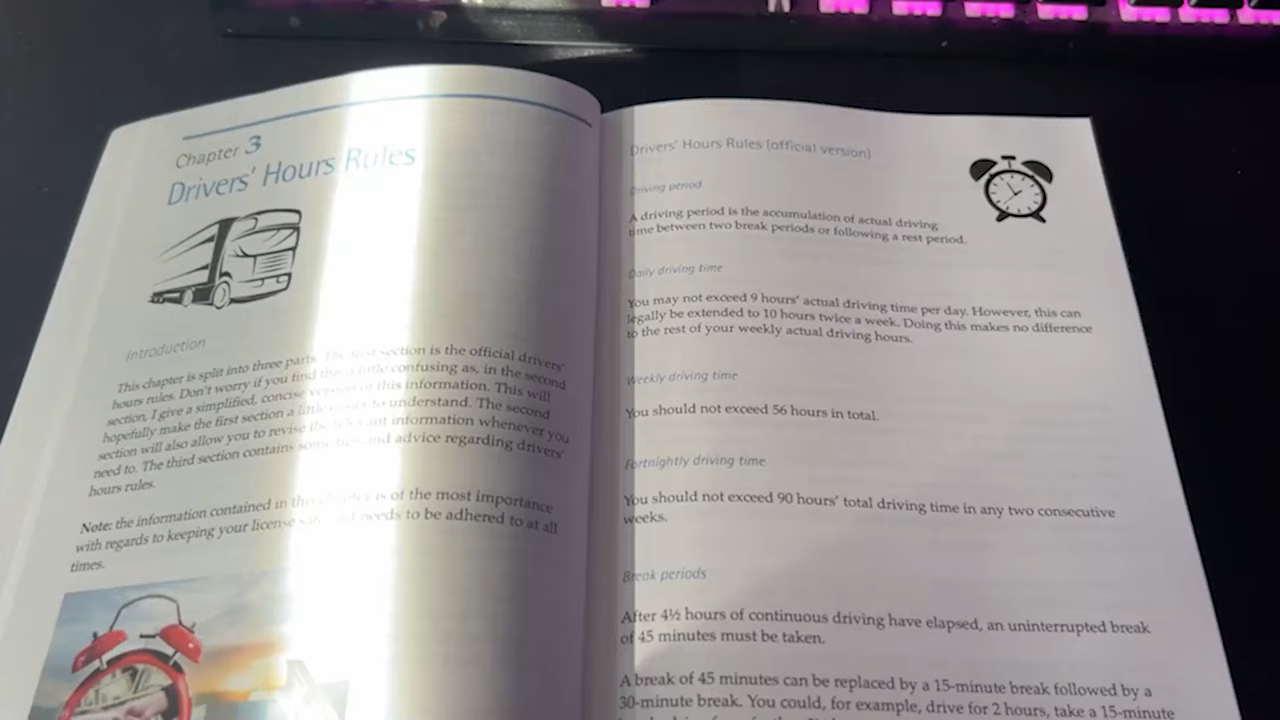 Chapter 3
Drivers' Hours Rules
Introduction
This chapter is split into three parts. The first section is the official drivers'
hours rules. Don't worry if you find this a little confusing as, in the second
section, I give a simplified, concise version of this information. This will
hopefully make the first section a little easier to understand. The second
section will also allow you to revise the relevant information whenever you
need to. The third section contains some tips and advice regarding drivers'
hours rules.
Note: the information contained in this chapter is of the most importance
with regards to keeping your license safe and needs to be adhered to at all
times.
Drivers' Hours Rules (official version)
Driving period
A driving period is the accumulation of actual driving
time between two break periods or following a rest period.
Daily driving time
You may not exceed 9 hours' actual driving time per day. However, this can
legally be extended to 10 hours twice a week. Doing this makes no difference
to the rest of your weekly actual driving hours.
Weekly driving time
You should not exceed 56 hours in total.
Fortnightly driving time
You should not exceed 90 hours' total driving time in any two consecutive
weeks.
Break periods
After 4½ hours of continuous driving have elapsed, an uninterrupted break
of 45 minutes must be taken.
A break of 45 minutes can be replaced by a 15-minute break followed by a
30-minute break. You could, for example, drive for 2 hours, take a 15-minute